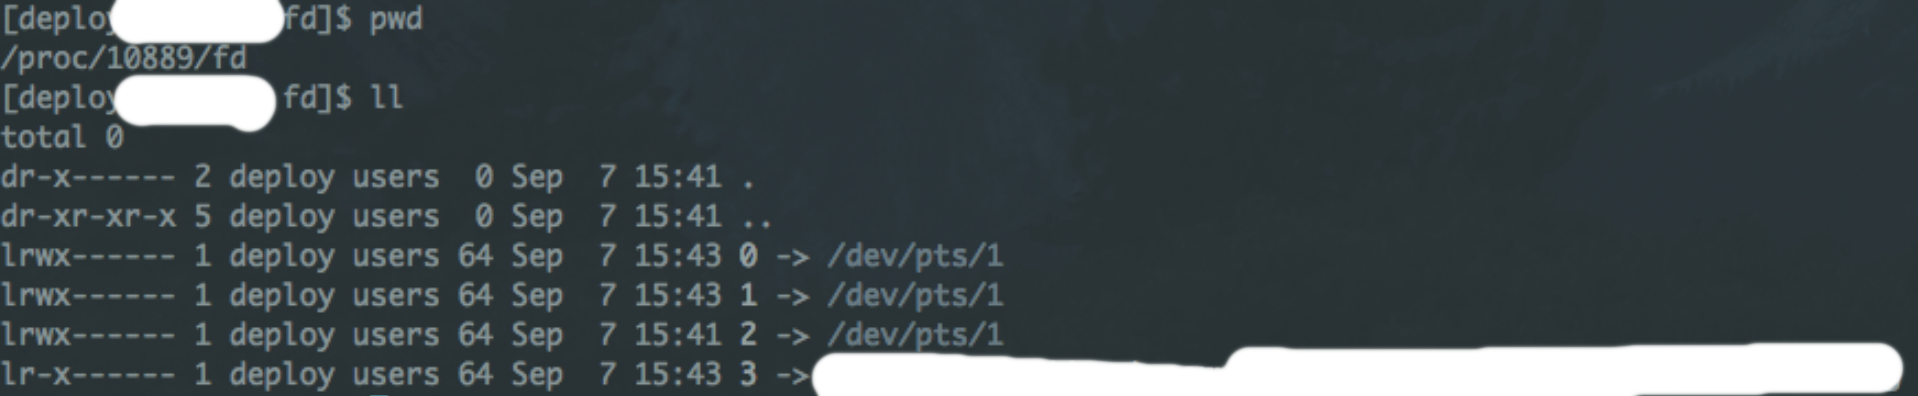 [deploy fd]$ pwd
/proc/10889/fd
[deploy fd]$ ll
total 0
dr-x------ 2 deploy users  0 Sep  7 15:41 .
dr-xr-xr-x 5 deploy users  0 Sep  7 15:41 ..
lrwx------ 1 deploy users 64 Sep  7 15:43 0 -> /dev/pts/1
lrwx------ 1 deploy users 64 Sep  7 15:43 1 -> /dev/pts/1
lrwx------ 1 deploy users 64 Sep  7 15:41 2 -> /dev/pts/1
lr-x------ 1 deploy users 64 Sep  7 15:43 3 ->